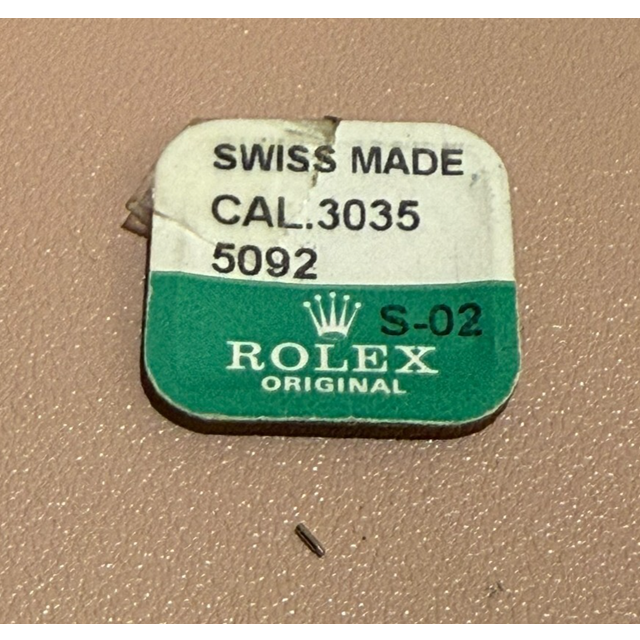 SWISS MADE
CAL.3035
5092
S-02
ROLEX
ORIGINAL